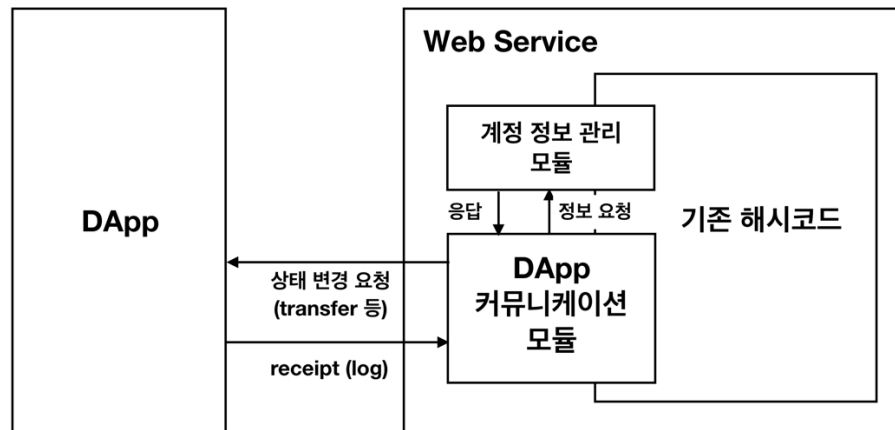 Web Service
계정 정보 관리
모듈
응답
정보 요청
DApp
기존 해시코드
DApp
커뮤니케이션
모듈
상태 변경 요청
(transfer 등)
receipt (log)